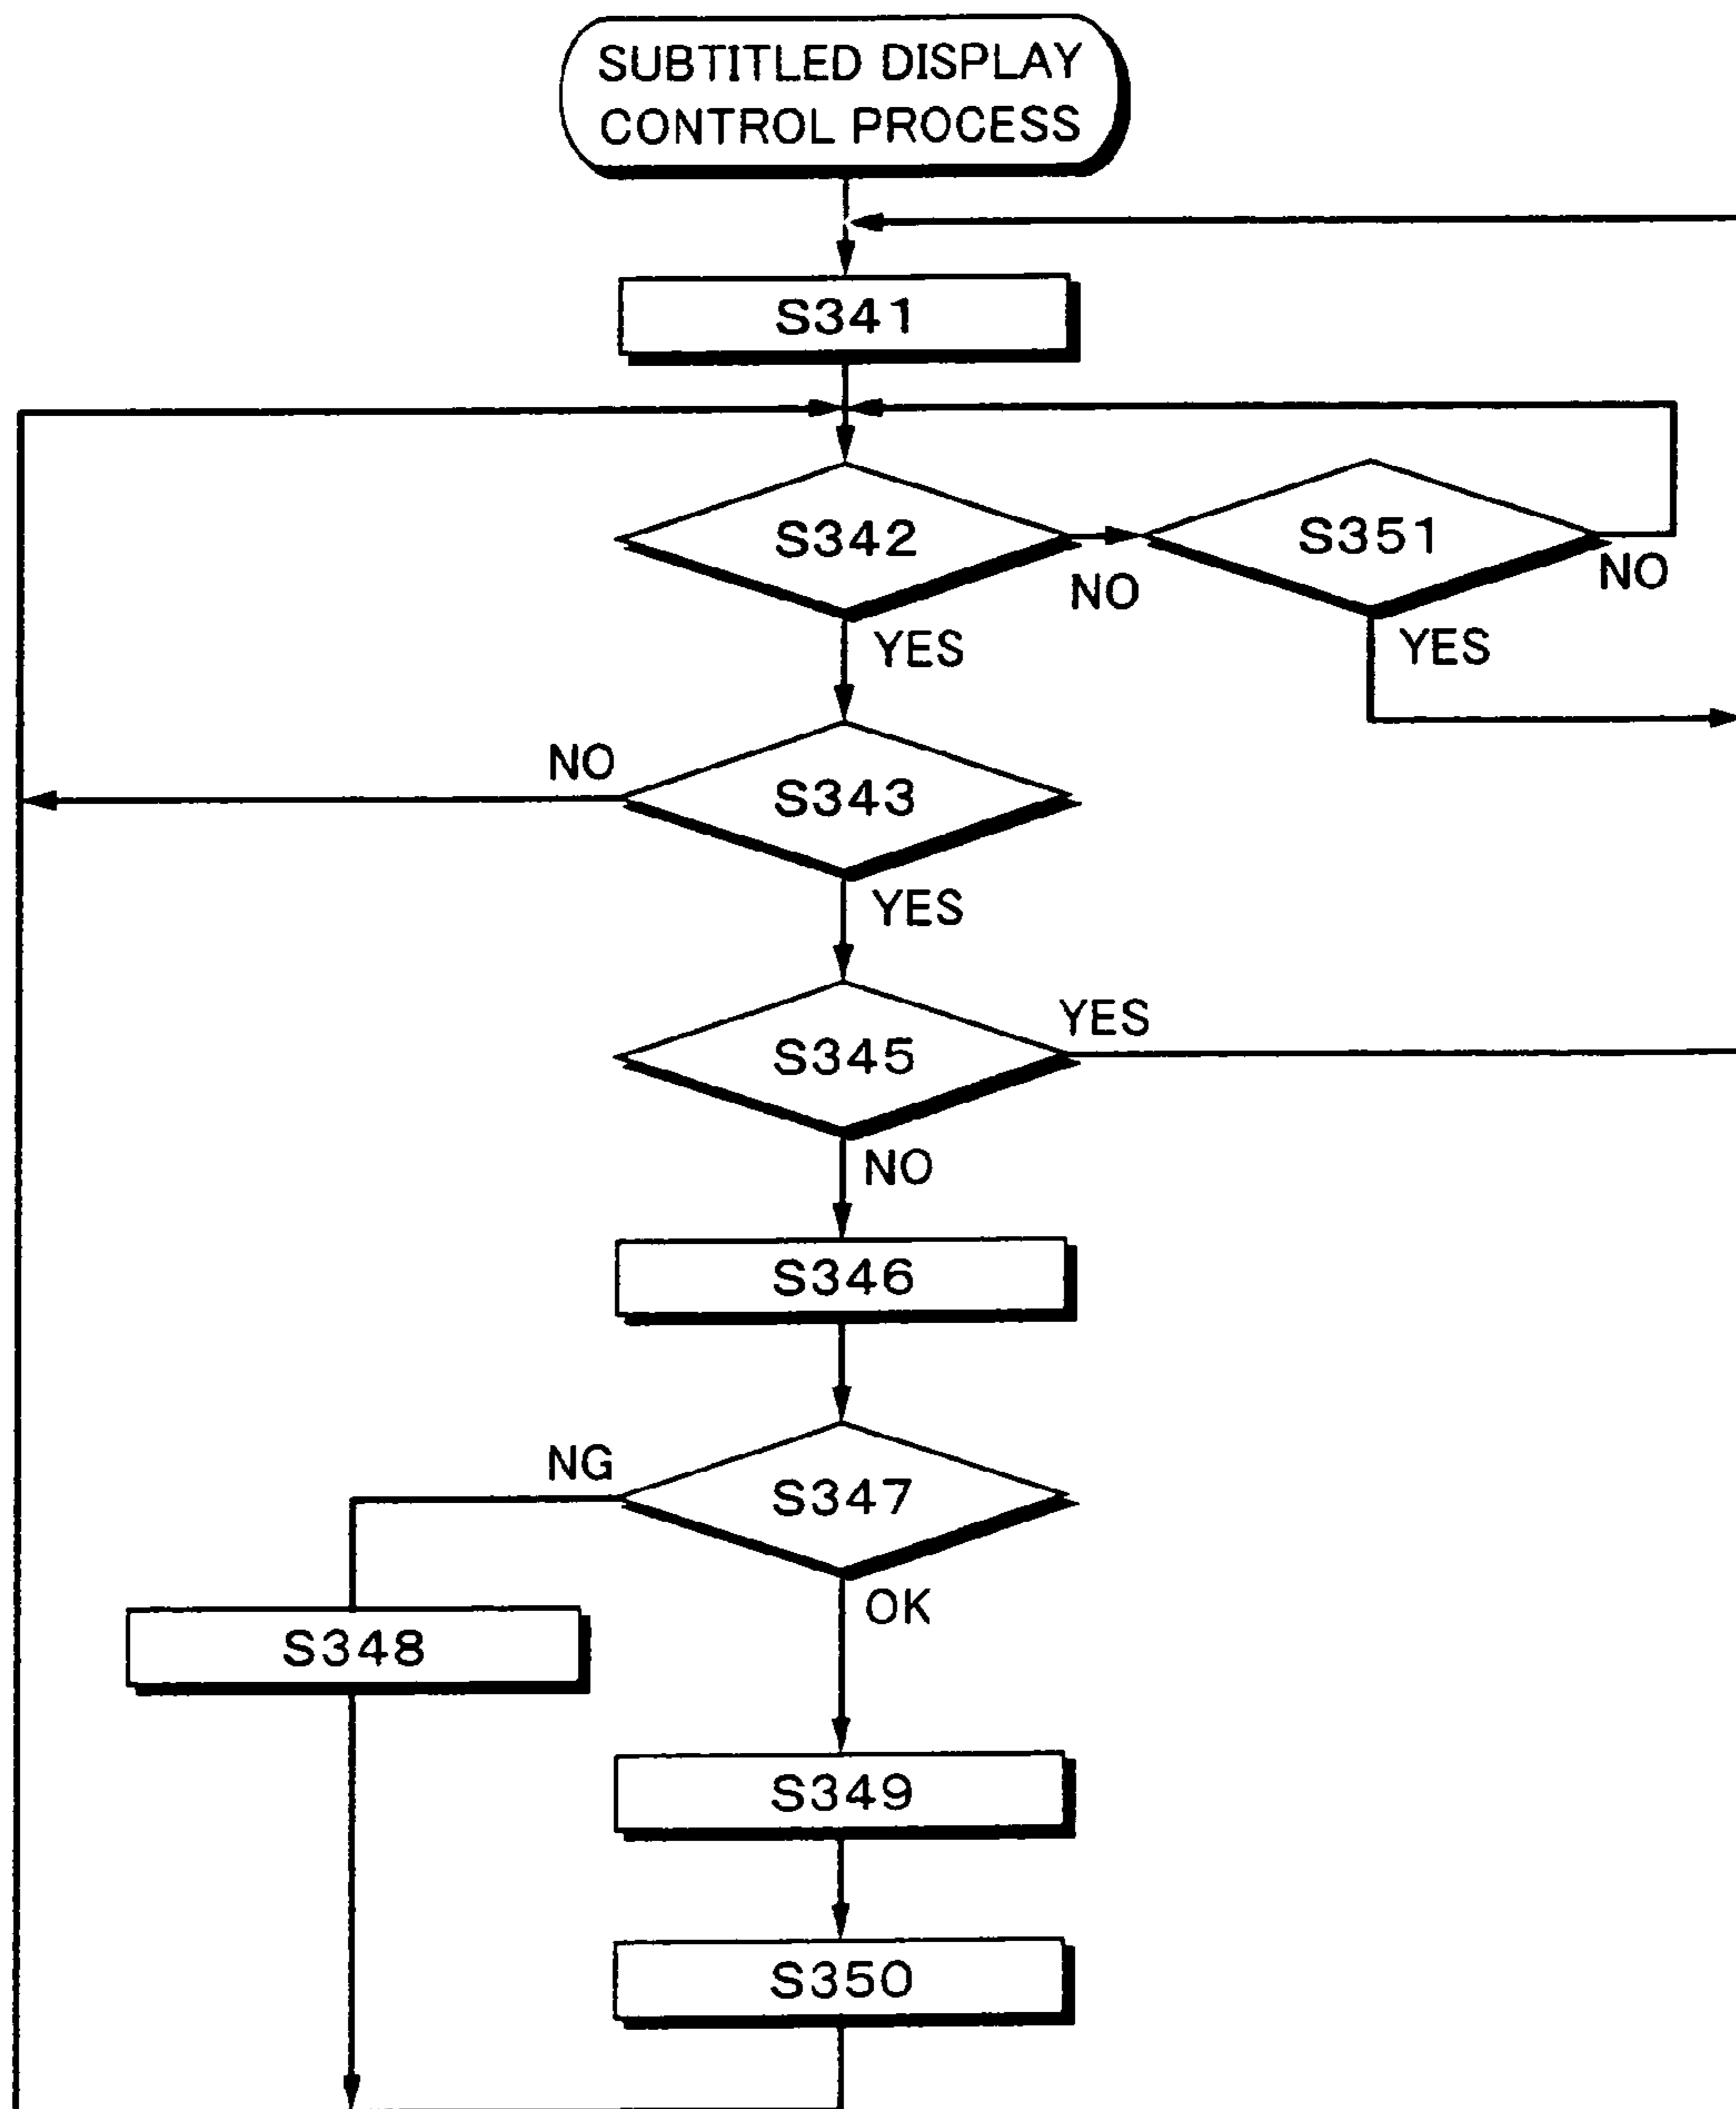 SUBTITLED DISPLAY
CONTROL PROCESS
S341
S342
S351
NO
NO
YES
YES
NO
S343
YES
YES
S345
NO
S346
NG
S347
OK
S348
S349
S350